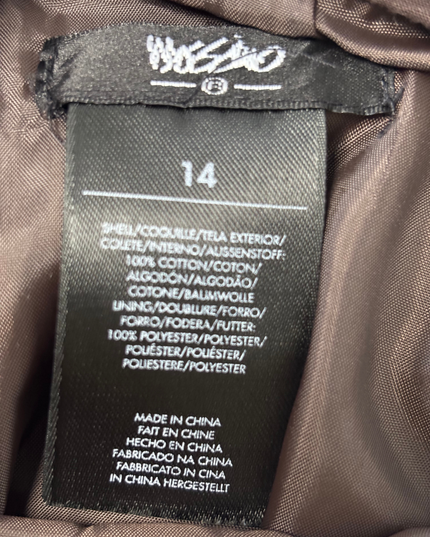 MOSSIMO
®
14
SHELL/COQUILLE/TELA EXTERIOR/
COLETE/INTERNO/AUSSENSTOFF:
100% COTTON/COTON/
ALGODÓN/ALGODÃO/
COTONE/BAUMWOLLE
LINING/DOUBLURE/FORRO/
FORRO/FODERA/FUTTER:
100% POLYESTER/POLYESTER/
POLIÉSTER/POLIÉSTER/
POLIESTERE/POLYESTER
MADE IN CHINA
FAIT EN CHINE
HECHO EN CHINA
FABRICADO NA CHINA
FABBRICATO IN CINA
IN CHINA HERGESTELLT